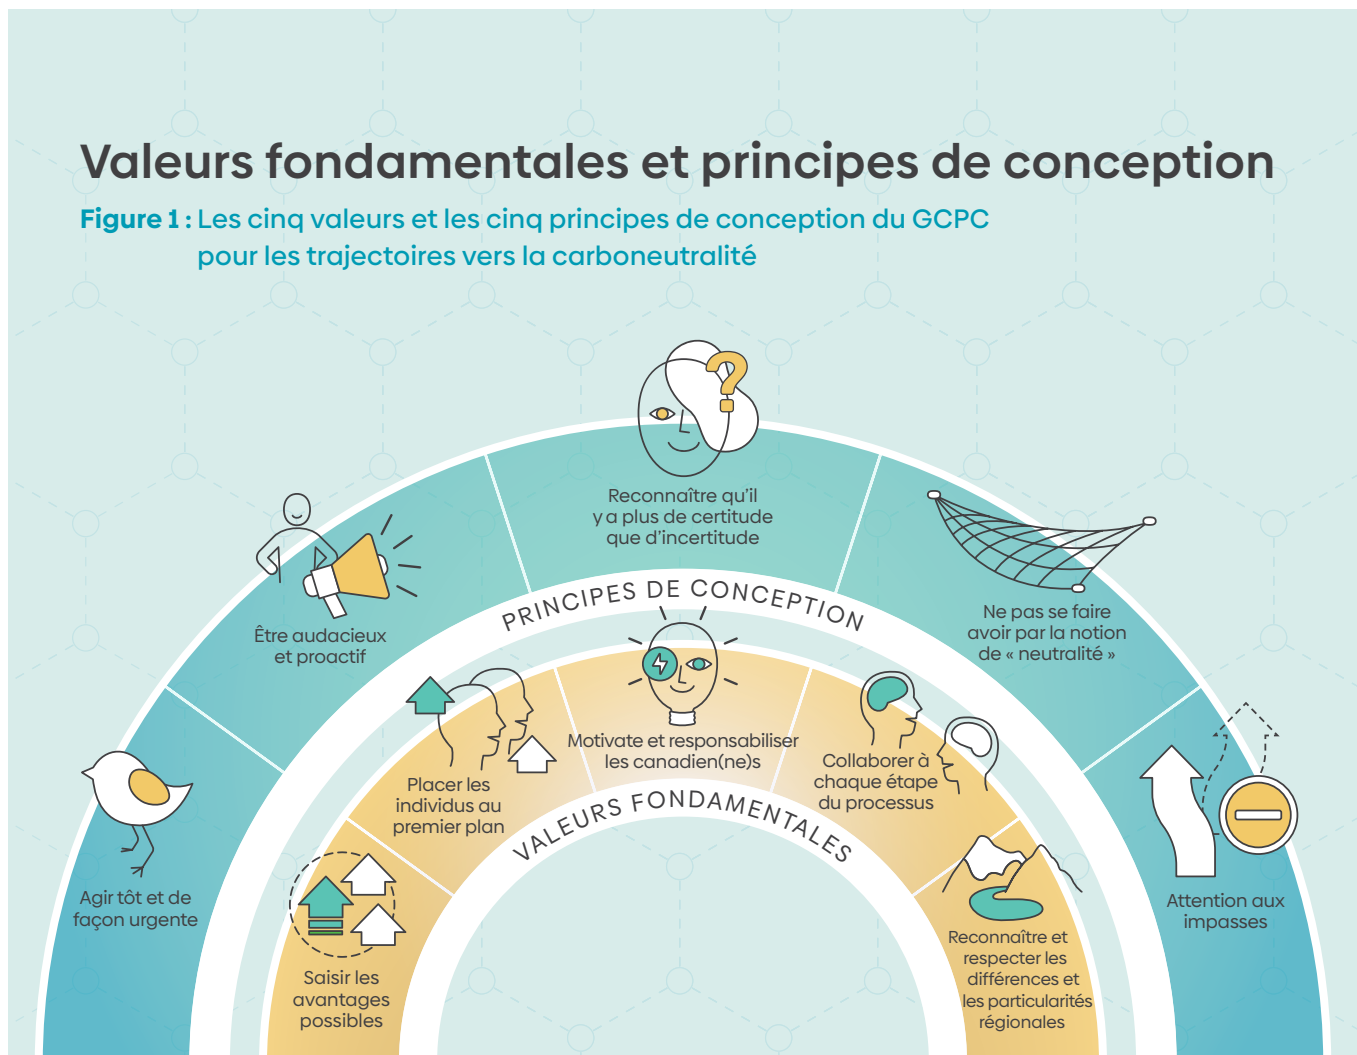 Valeurs fondamentales et principes de conception
Figure 1 : Les cinq valeurs et les cinq principes de conception du GCPC
pour les trajectoires vers la carboneutralité
Agir tôt et de
façon urgente
Être audacieux
et proactif
Reconnaître qu'il
y a plus de certitude
que d'incertitude
Ne pas se faire
avoir par la notion
de « neutralité »
Attention aux
impasses
PRINCIPES DE CONCEPTION
Saisir les
avantages
possibles
Placer les
individus au
premier plan
Motivate et responsabiliser
les canadien(ne)s
Collaborer à
chaque étape
du processus
Reconnaître et
respecter les
différences et
les particularités
régionales
VALEURS FONDAMENTALES
?